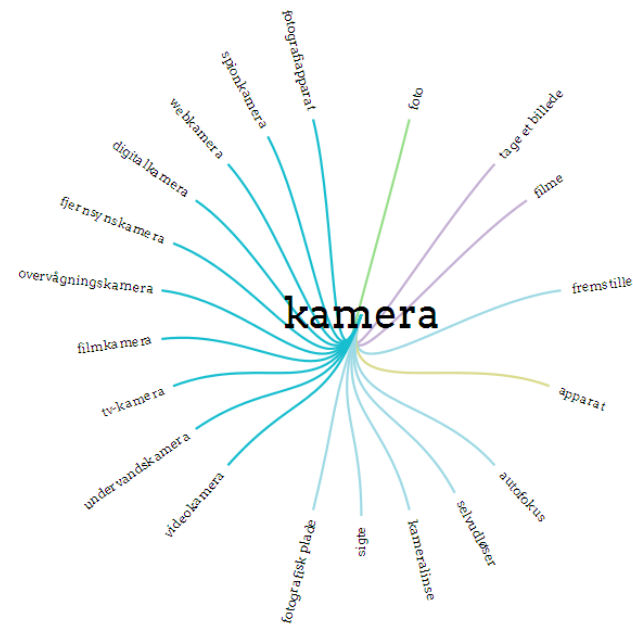 fotografiapparat
foto
spionkamera
tage et billede
webkamera
filme
digitalkamera
fjernsynskamera
overvågningskamera
fremstille
kamera
filmkamera
tv-kamera
apparat
undervandskamera
videokamera
autofokus
selvudløser
fotografisk plade
sigte
kameralinse